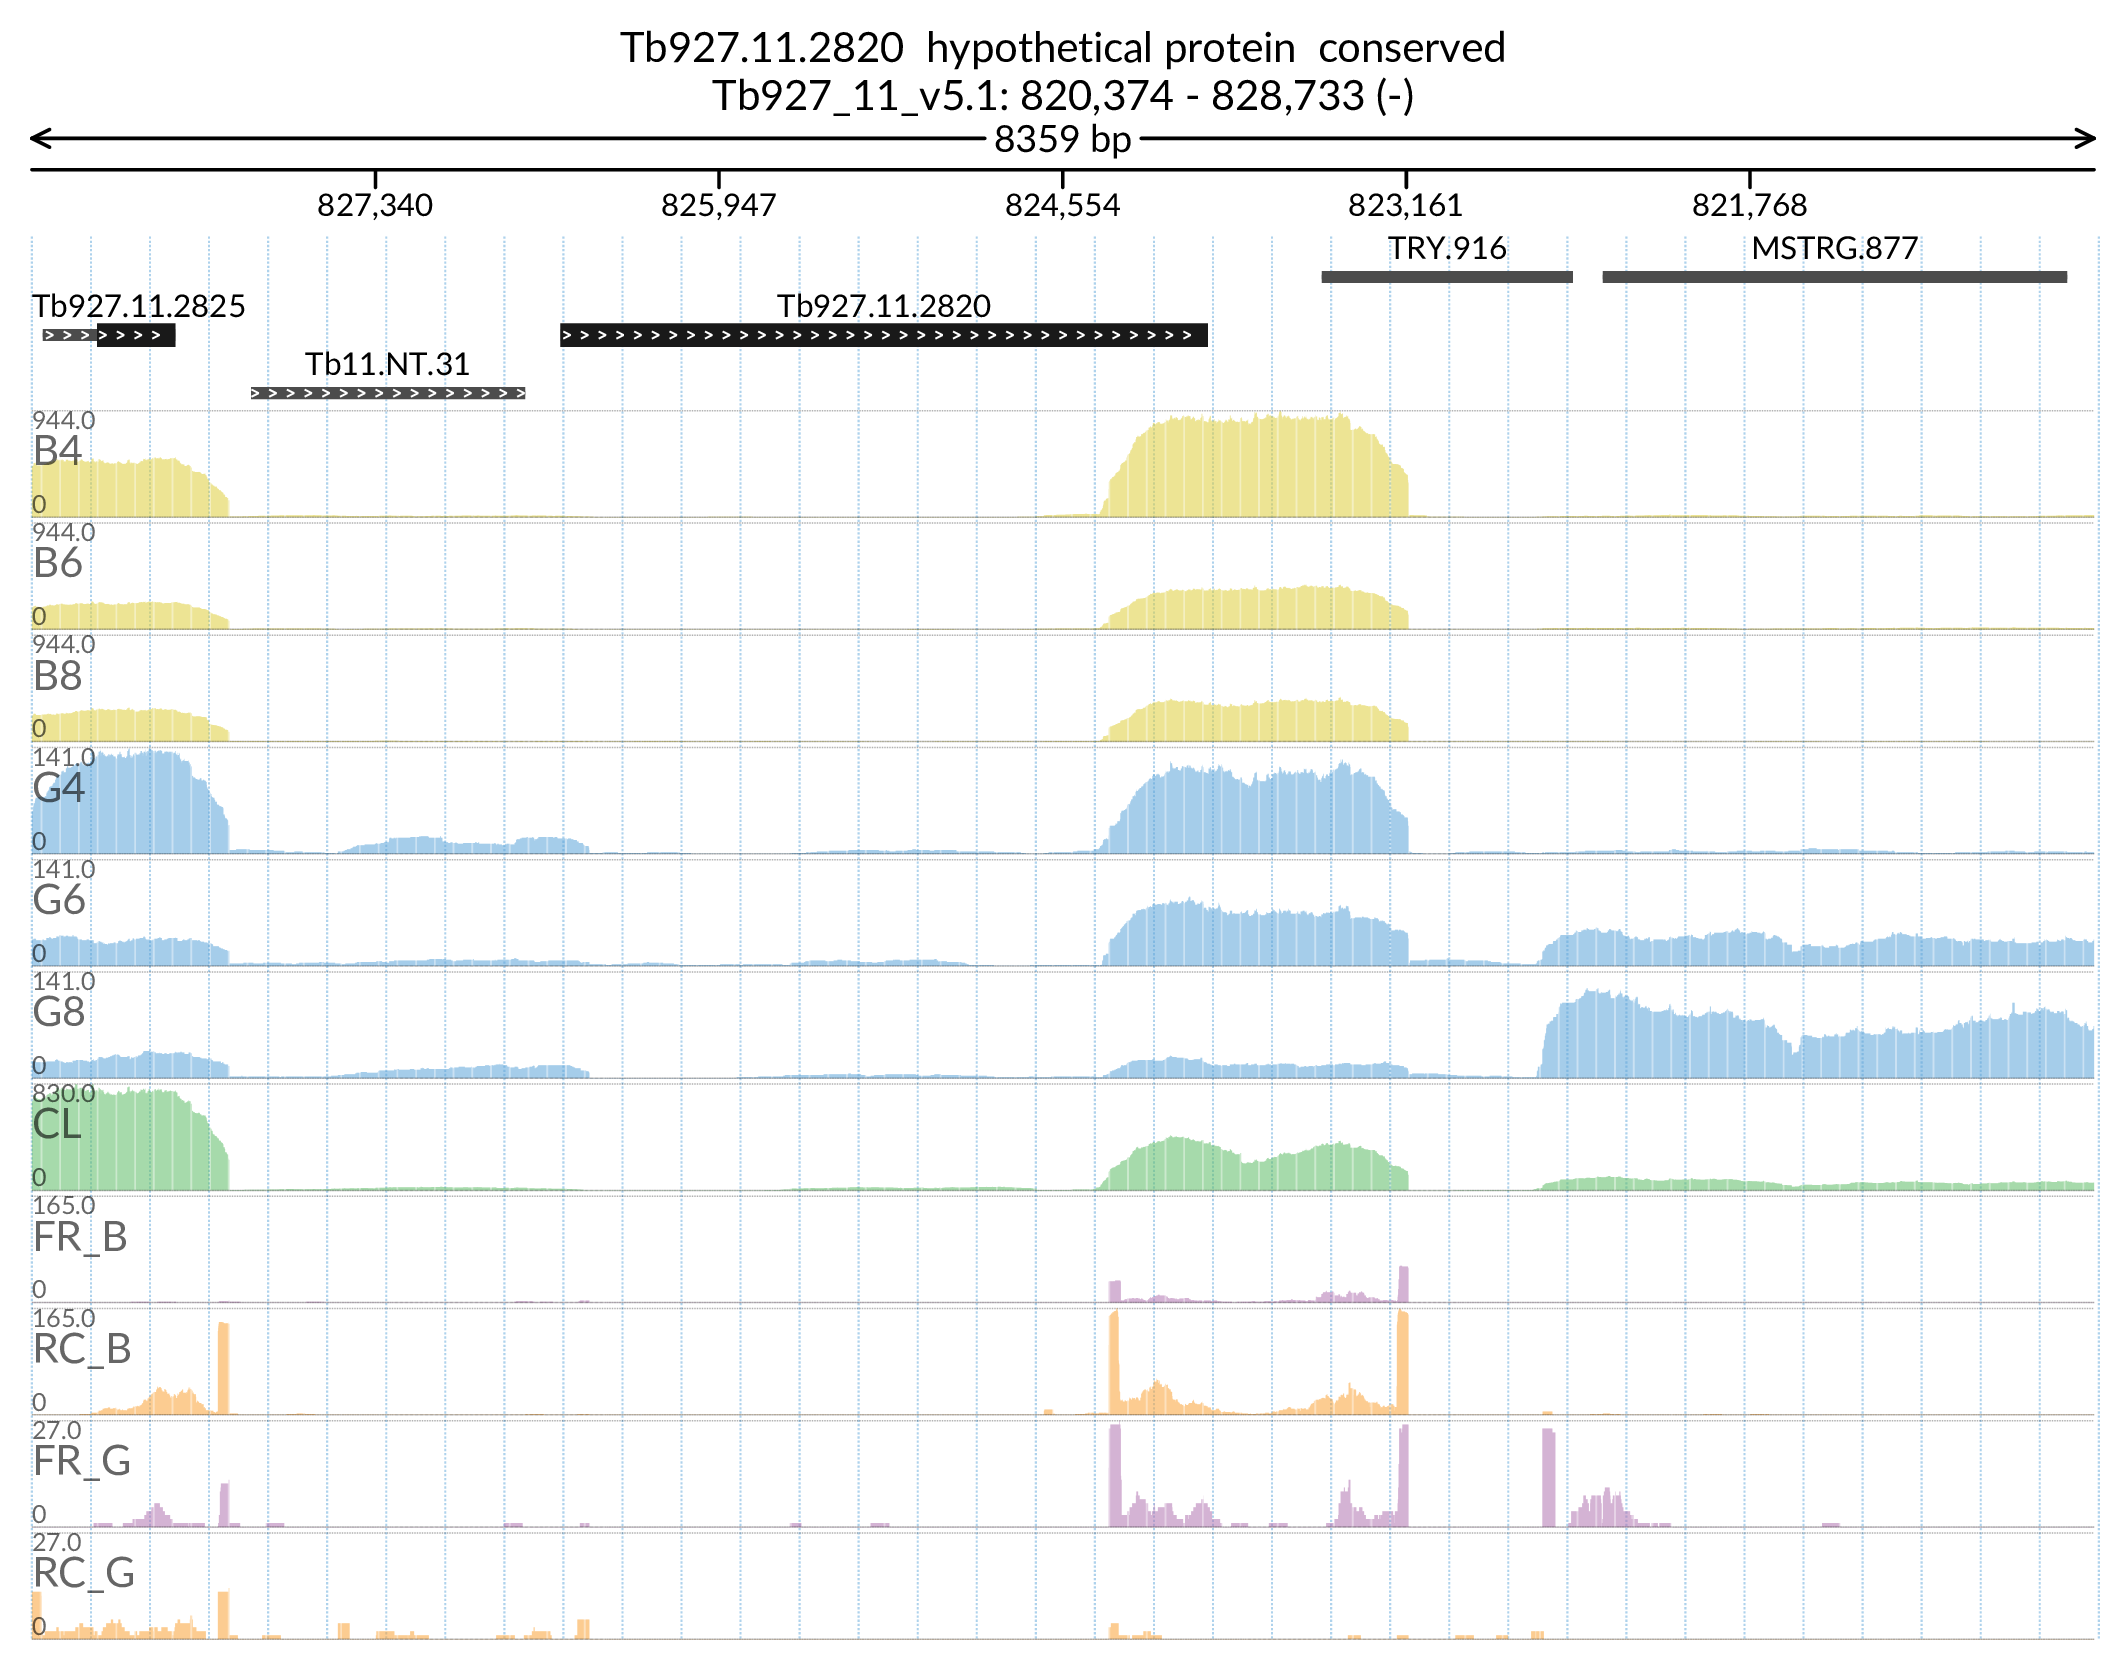 Tb927.11.2820 hypothetical protein conserved
Tb927_11_v5.1: 820,374 - 828,733 (-)
8359 bp
827,340 825,947 824,554 823,161 821,768
TRY.916 MSTRG.877
Tb927.11.2825 Tb927.11.2820
Tb11.NT.31
944.0
B4
0
944.0
B6
0
944.0
B8
0
141.0
G4
0
141.0
G6
0
141.0
G8
0
830.0
CL
0
165.0
FR_B
0
165.0
RC_B
0
27.0
FR_G
0
27.0
RC_G
0